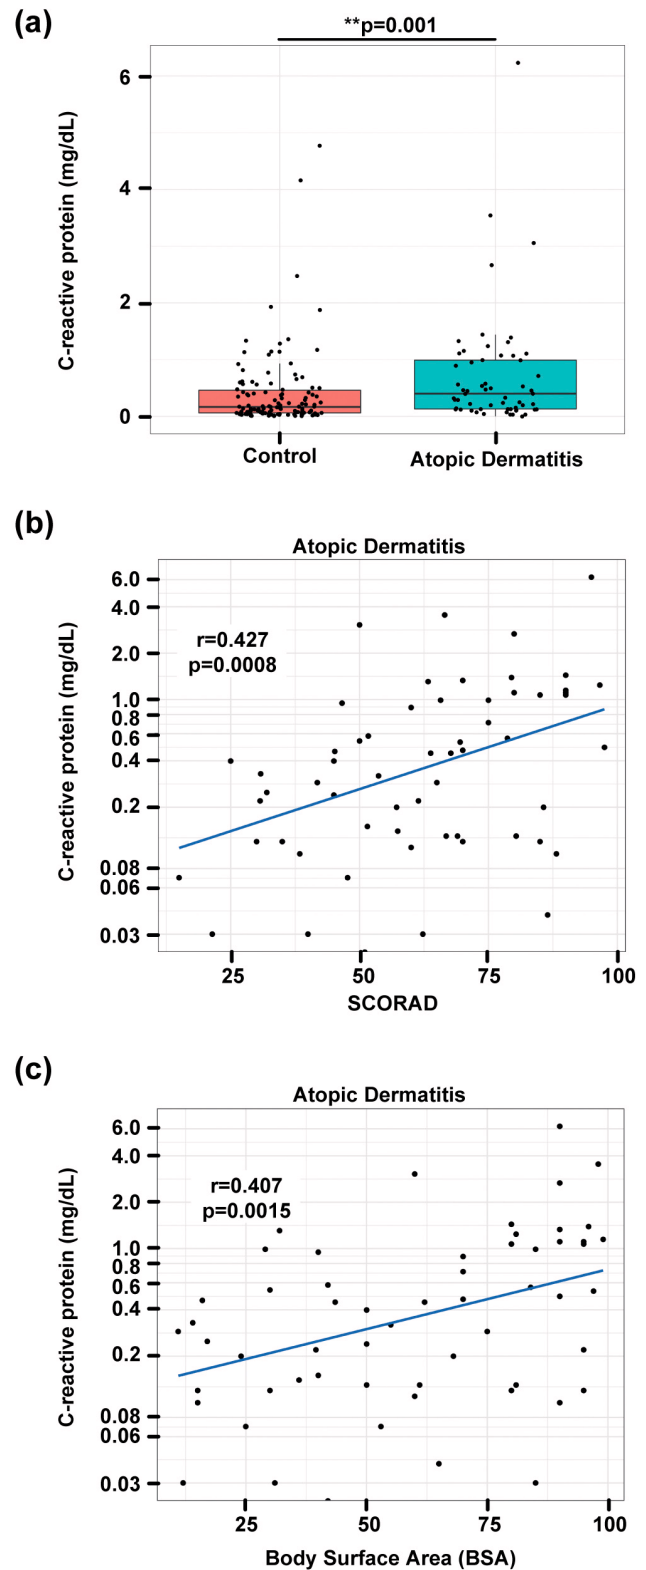 (a)
**p=0.001
C-reactive protein (mg/dL)
6
4
2
0
Control
Atopic Dermatitis
(b)
Atopic Dermatitis
r=0.427
p=0.0008
C-reactive protein (mg/dL)
6.0
4.0
2.0
1.0
0.8
0.6
0.4
0.2
0.08
0.06
0.03
25
50
75
100
SCORAD
(c)
Atopic Dermatitis
r=0.407
p=0.0015
C-reactive protein (mg/dL)
6.0
4.0
2.0
1.0
0.8
0.6
0.4
0.2
0.08
0.06
0.03
25
50
75
100
Body Surface Area (BSA)